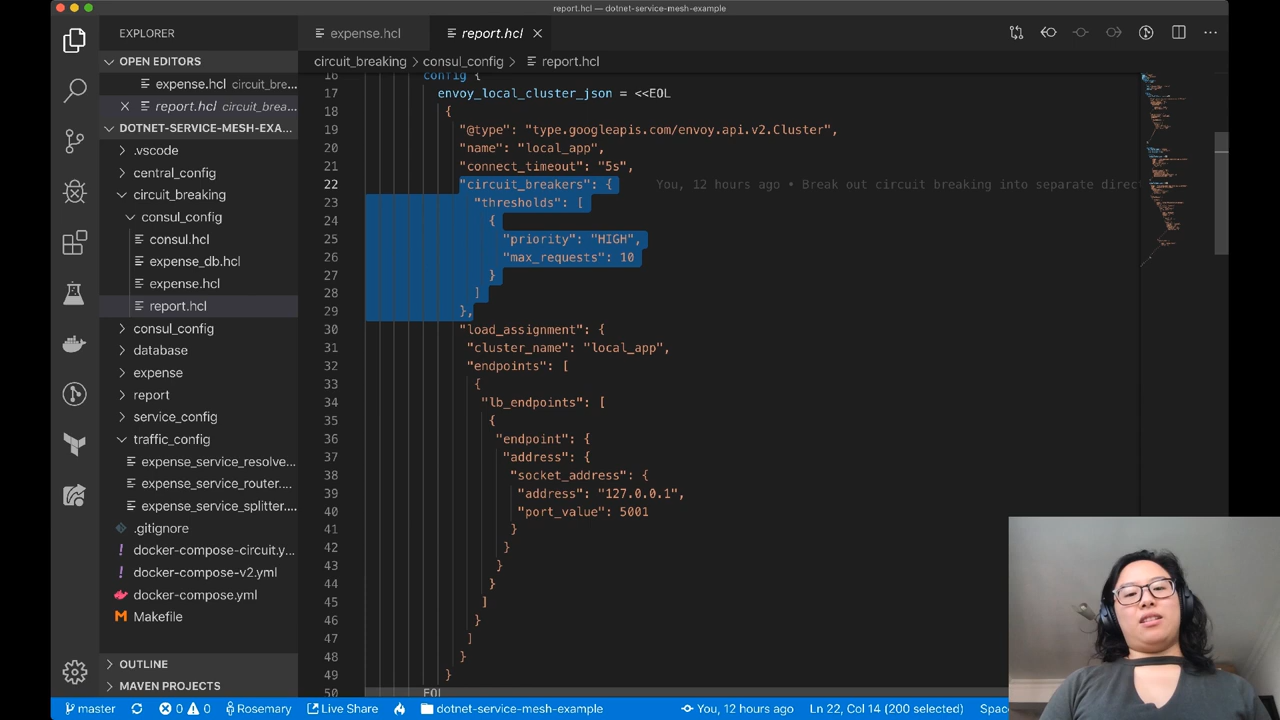 report.hcl — dotnet-service-mesh-example
EXPLORER
expense.hcl
report.hcl
OPEN EDITORS
expense.hcl circuit_bre...
report.hcl circuit_brea...
DOTNET-SERVICE-MESH-EXA...
.vscode
central_config
circuit_breaking
consul_config
consul.hcl
expense_db.hcl
expense.hcl
report.hcl
consul_config
database
expense
report
service_config
traffic_config
expense_service_resolve...
expense_service_router....
expense_service_splitter....
.gitignore
docker-compose-circuit.y...
docker-compose-v2.yml
docker-compose.yml
Makefile
OUTLINE
MAVEN PROJECTS
circuit_breaking > consul_config > report.hcl
16 config {
17 envoy_local_cluster_json = <<EOL
18 {
19 "@type": "type.googleapis.com/envoy.api.v2.Cluster",
20 "name": "local_app",
21 "connect_timeout": "5s",
22 "circuit_breakers": { You, 12 hours ago • Break out circuit breaking into separate direct
23 "thresholds": [
24 {
25 "priority": "HIGH",
26 "max_requests": 10
27 }
28 ]
29 },
30 "load_assignment": {
31 "cluster_name": "local_app",
32 "endpoints": [
33 {
34 "lb_endpoints": [
35 {
36 "endpoint": {
37 "address": {
38 "socket_address": {
39 "address": "127.0.0.1",
40 "port_value": 5001
41 }
42 }
43 }
44 }
45 ]
46 }
47 ]
48 }
49 }
50 EOL
master 0 0 Rosemary Live Share dotnet-service-mesh-example You, 12 hours ago Ln 22, Col 14 (200 selected) Spac